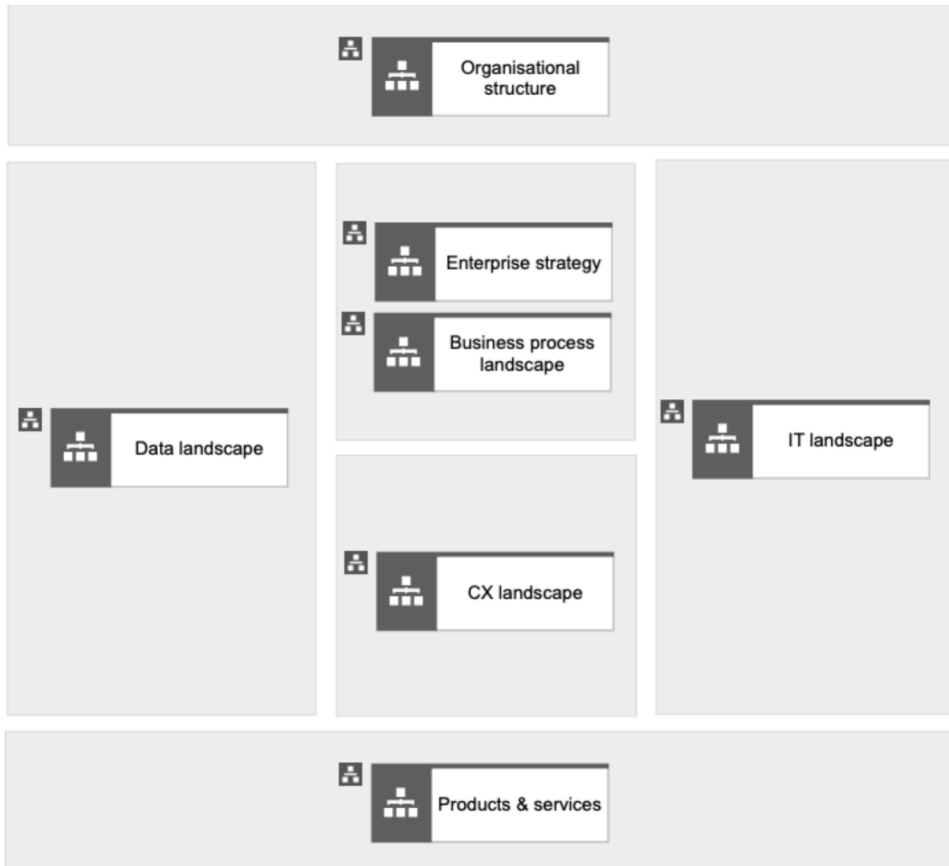 Organisational
structure
Enterprise strategy
Business process
landscape
Data landscape
IT landscape
CX landscape
Products & services